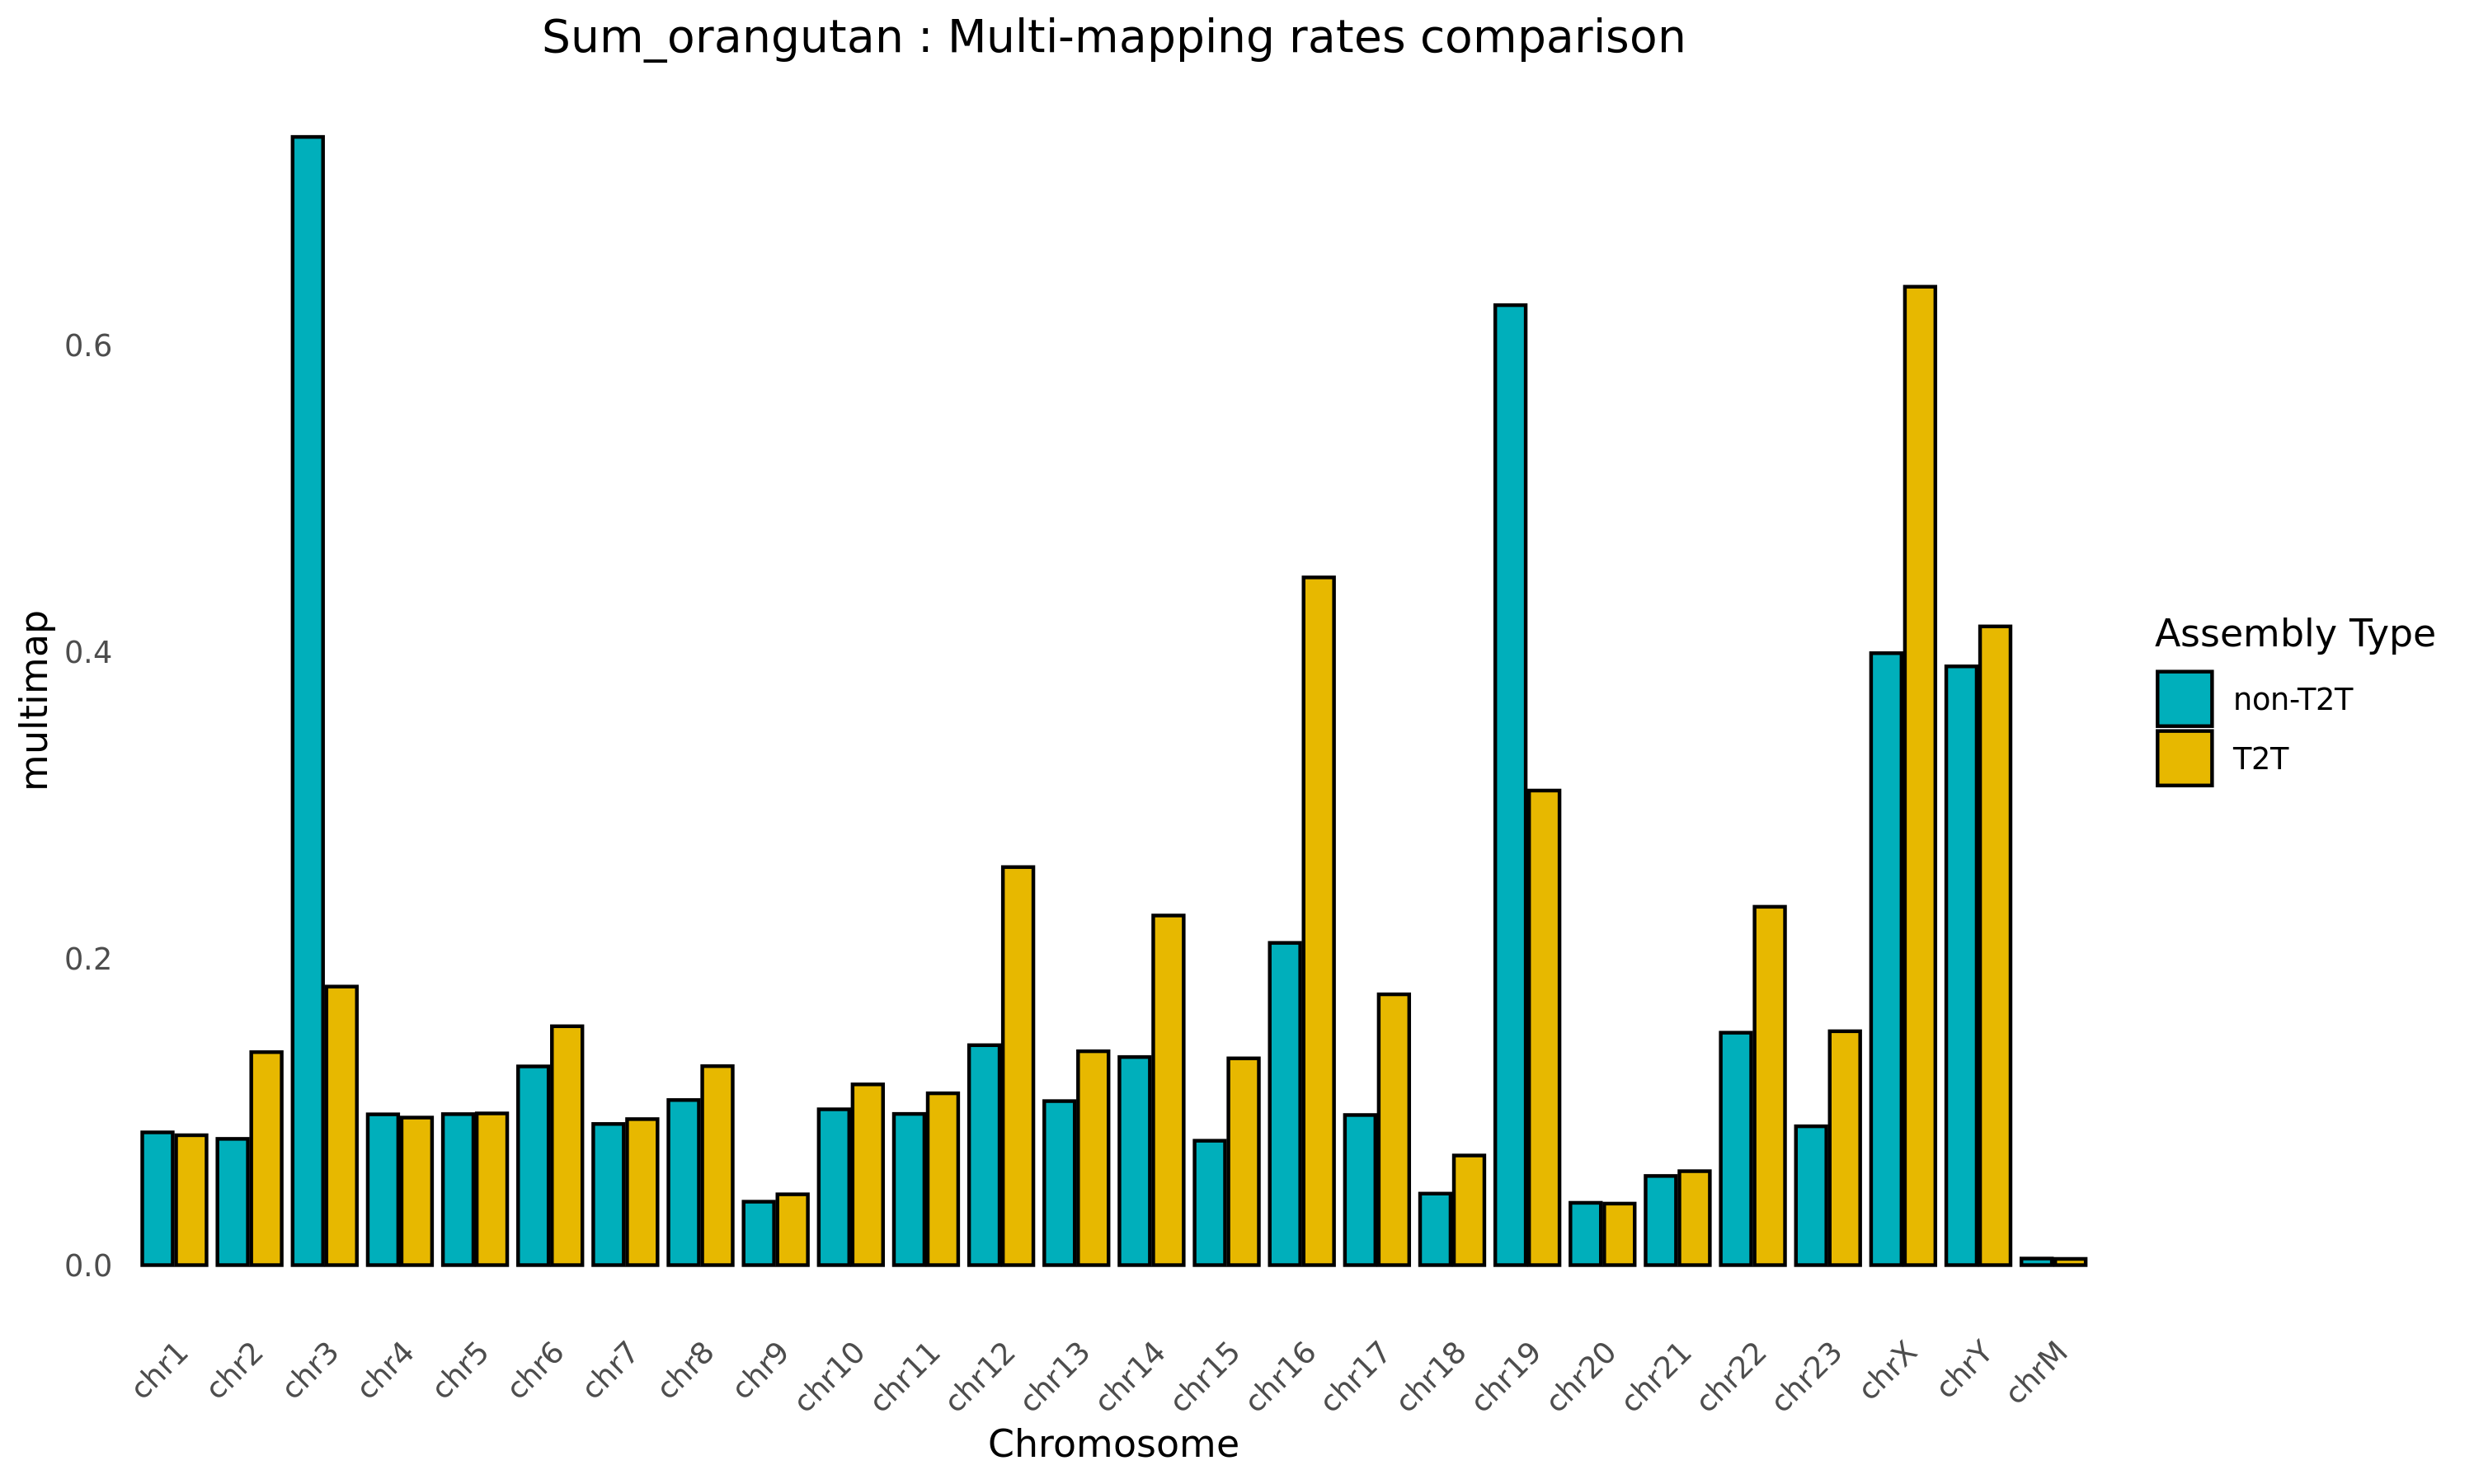 Sum_orangutan : Multi-mapping rates comparison
multimap
0.6
0.4
0.2
0.0
chr1
chr2
chr3
chr4
chr5
chr6
chr7
chr8
chr9
chr10
chr11
chr12
chr13
chr14
chr15
chr16
chr17
chr18
chr19
chr20
chr21
chr22
chr23
chrX
chrY
chrM
Chromosome
Assembly Type
non-T2T
T2T